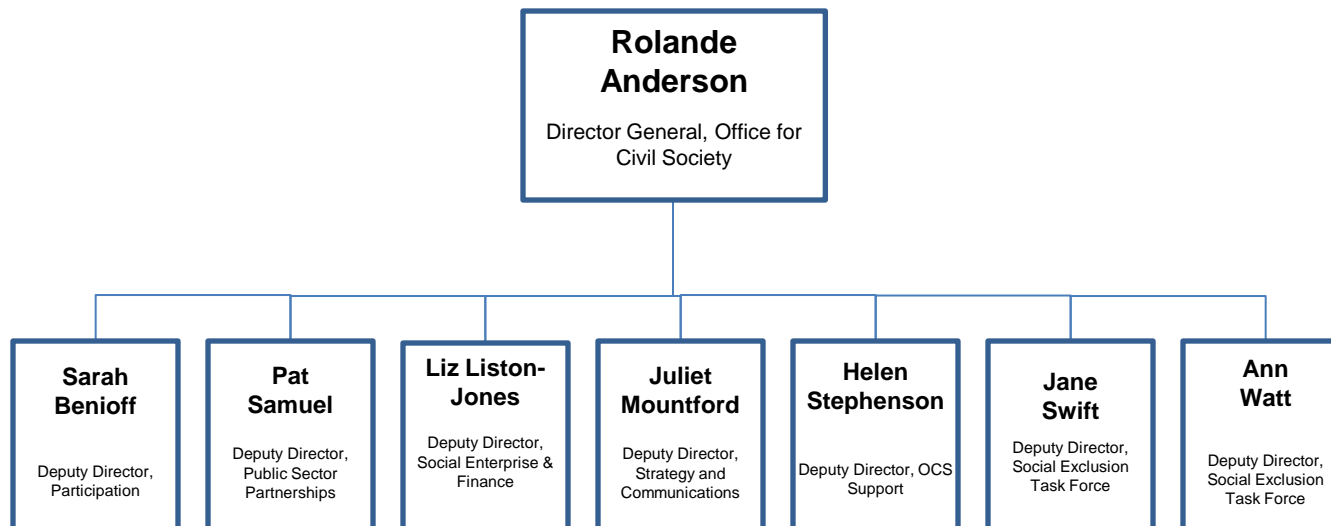 Rolande
Anderson
Director General, Office for
Civil Society
Sarah
Benioff
Deputy Director,
Participation
Pat
Samuel
Deputy Director,
Public Sector
Partnerships
Liz Liston-
Jones
Deputy Director,
Social Enterprise &
Finance
Juliet
Mountford
Deputy Director,
Strategy and
Communications
Helen
Stephenson
Deputy Director, OCS
Support
Jane
Swift
Deputy Director,
Social Exclusion
Task Force
Ann
Watt
Deputy Director,
Social Exclusion
Task Force